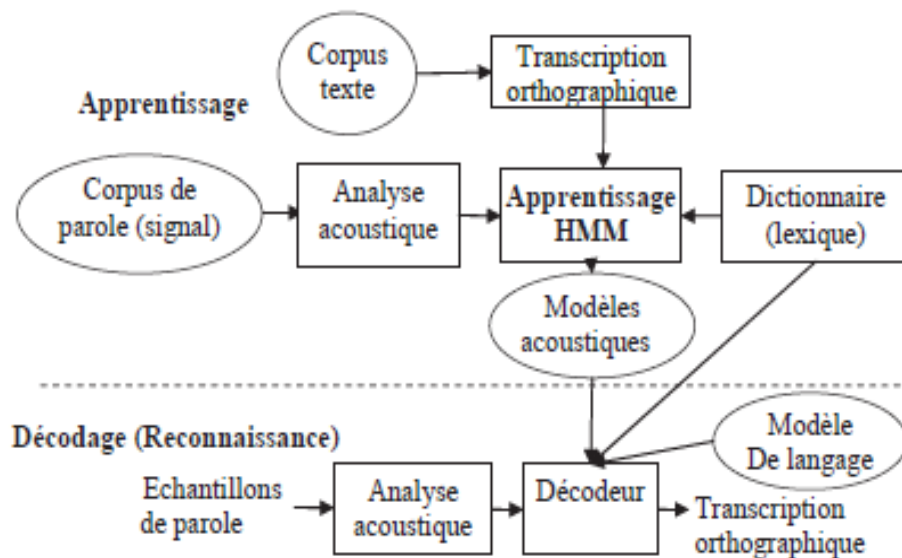 Corpus
texte
Transcription
orthographique
Apprentissage
Corpus de
parole (signal)
Analyse
acoustique
Apprentissage
HMM
Dictionnaire
(lexique)
Modèles
acoustiques
Décodage (Reconnaissance)
Modèle
De langage
Echantillons
de parole
Analyse
acoustique
Décodeur
Transcription
orthographique